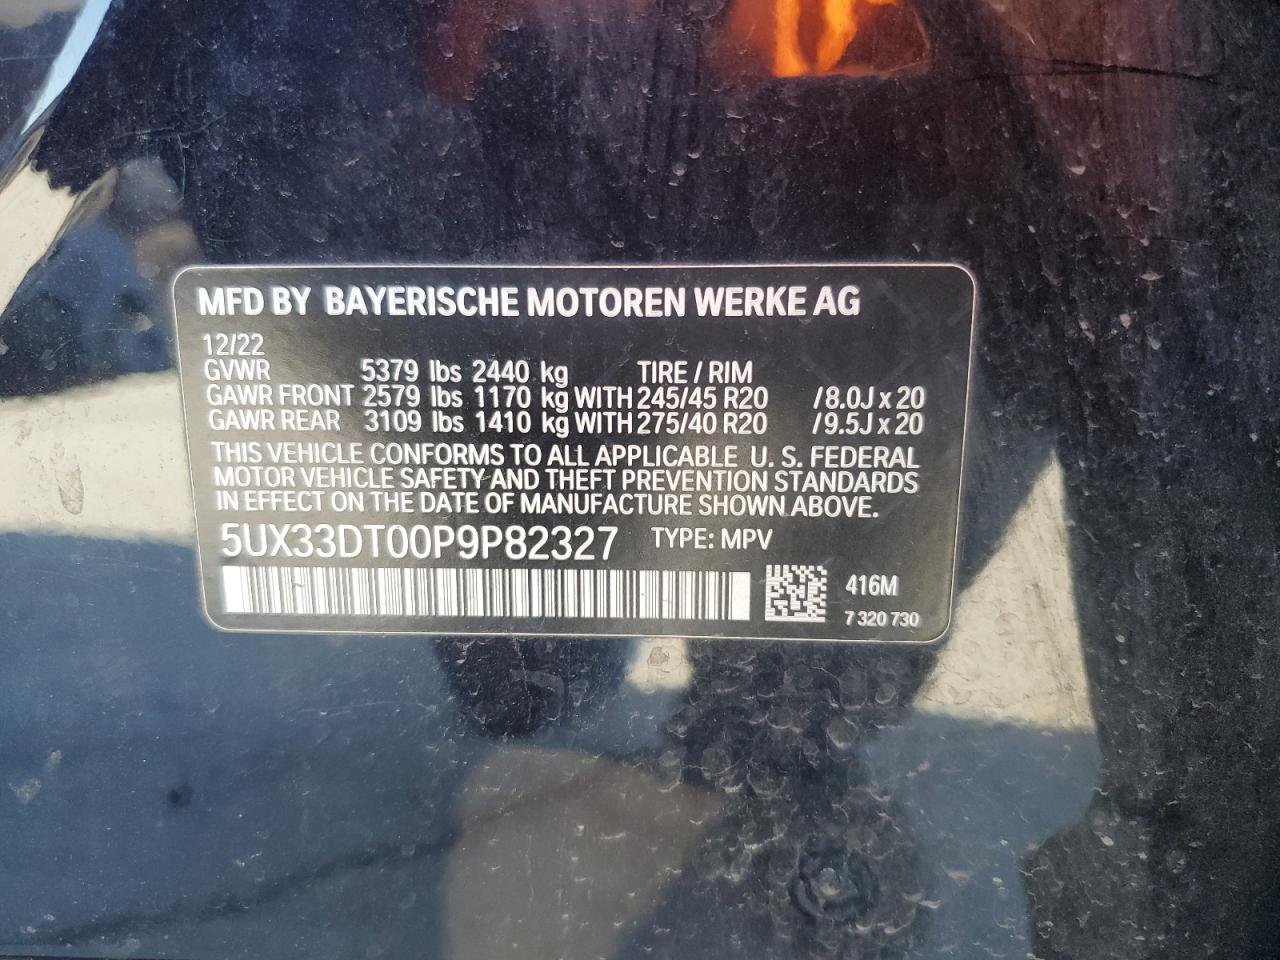 MFD BY BAYERISCHE MOTOREN WERKE AG
12/22
GVWR 5379 lbs 2440 kg TIRE / RIM
GAWR FRONT 2579 lbs 1170 kg WITH 245/45 R20 /8.0J x 20
GAWR REAR 3109 lbs 1410 kg WITH 275/40 R20 /9.5J x 20
THIS VEHICLE CONFORMS TO ALL APPLICABLE U. S. FEDERAL
MOTOR VEHICLE SAFETY AND THEFT PREVENTION STANDARDS
IN EFFECT ON THE DATE OF MANUFACTURE SHOWN ABOVE.
5UX33DT00P9P82327 TYPE: MPV
416M
7 320 730